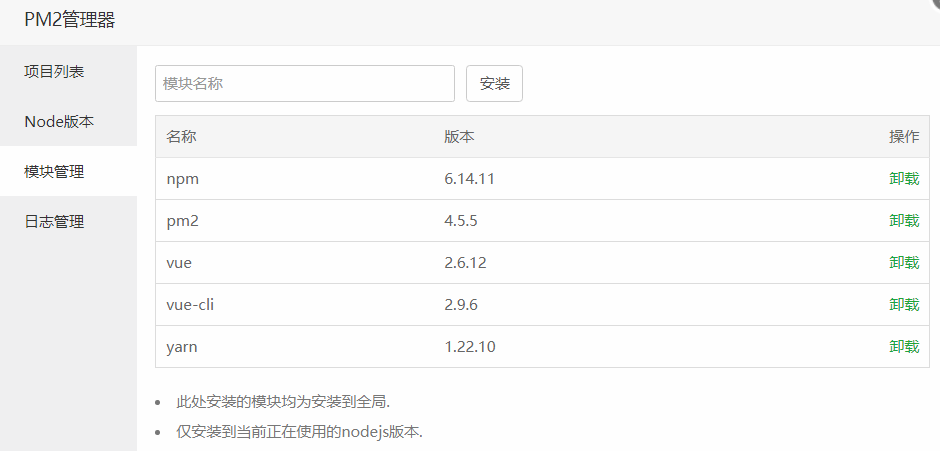 PM2管理器
项目列表
Node版本
模块管理
日志管理
模块名称 安装
名称 版本 操作
npm 6.14.11 卸载
pm2 4.5.5 卸载
vue 2.6.12 卸载
vue-cli 2.9.6 卸载
yarn 1.22.10 卸载
此处安装的模块均为安装到全局.
仅安装到当前正在使用的nodejs版本.